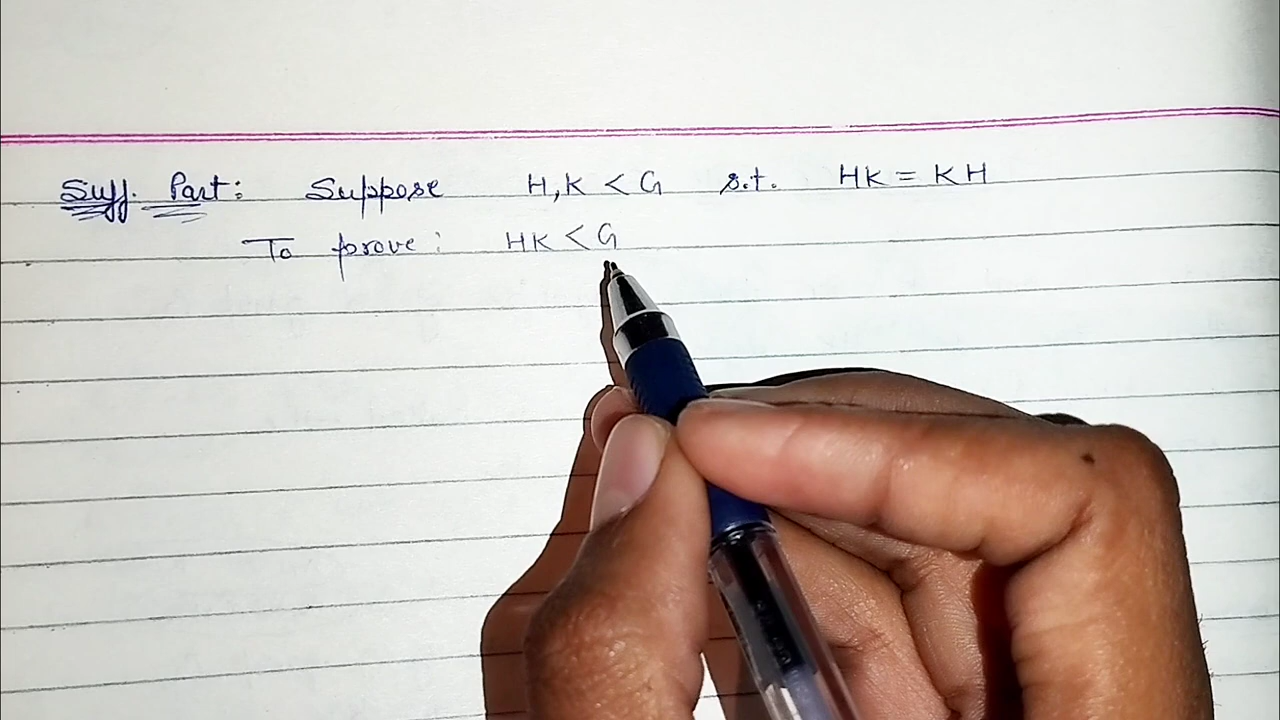 Suff. Part: Suppose H,K < G s.t. HK = KH
To prove: HK < G